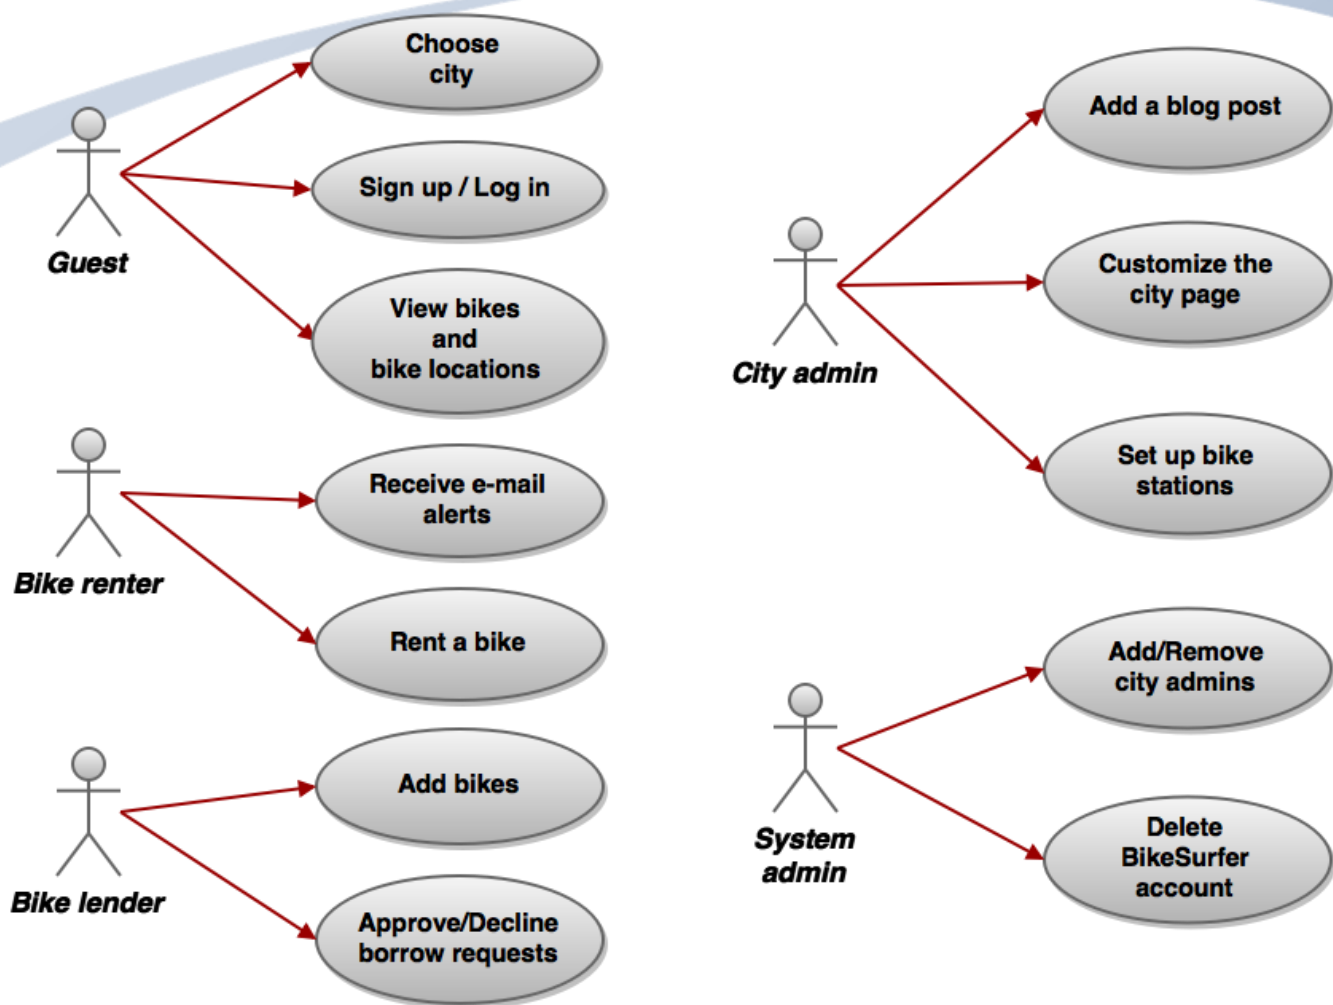 Choose
city
Sign up / Log in
Guest
View bikes
and
bike locations
Receive e-mail
alerts
Bike renter
Rent a bike
Add bikes
Bike lender
Approve/Decline
borrow requests
Add a blog post
Customize the
city page
City admin
Set up bike
stations
Add/Remove
city admins
System
admin
Delete
BikeSurfer
account